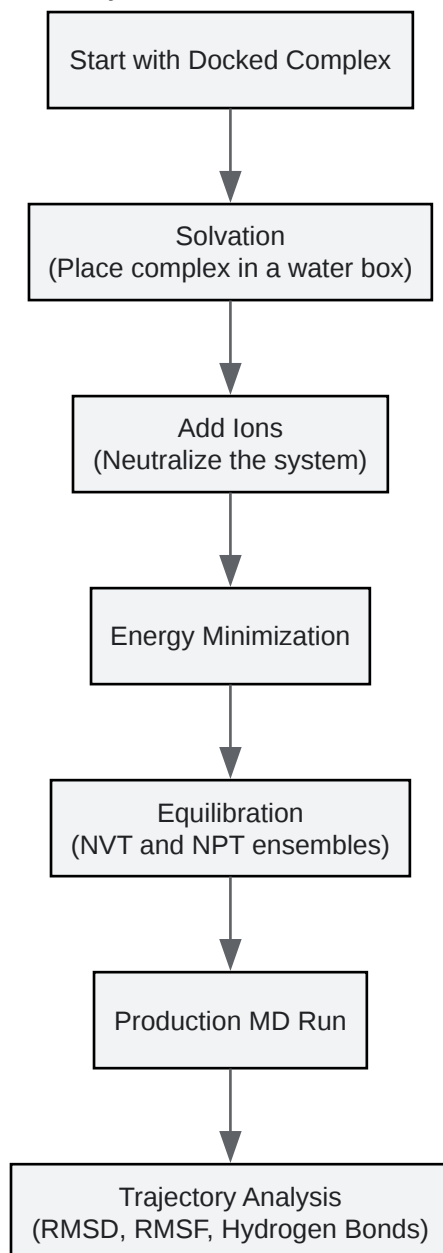 Start with Docked Complex
Solvation
(Place complex in a water box)
Add Ions
(Neutralize the system)
Energy Minimization
Equilibration
(NVT and NPT ensembles)
Production MD Run
Trajectory Analysis
(RMSD, RMSF, Hydrogen Bonds)